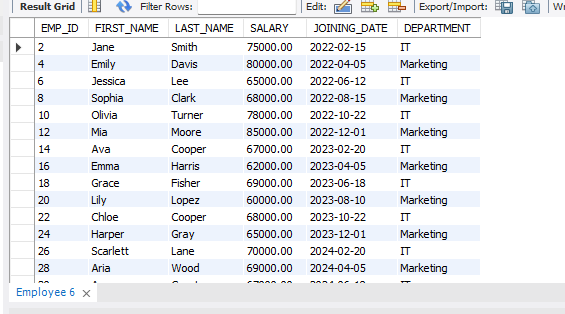 Result Grid Filter Rows: Edit: Export/Import:
EMP_ID FIRST_NAME LAST_NAME SALARY JOINING_DATE DEPARTMENT
2 Jane Smith 75000.00 2022-02-15 IT
4 Emily Davis 80000.00 2022-04-05 Marketing
6 Jessica Lee 65000.00 2022-06-12 IT
8 Sophia Clark 68000.00 2022-08-15 Marketing
10 Olivia Turner 78000.00 2022-10-22 IT
12 Mia Moore 85000.00 2022-12-01 Marketing
14 Ava Cooper 67000.00 2023-02-20 IT
16 Emma Harris 62000.00 2023-04-05 Marketing
18 Grace Fisher 69000.00 2023-06-18 IT
20 Lily Lopez 60000.00 2023-08-10 Marketing
22 Chloe Cooper 68000.00 2023-10-22 IT
24 Harper Gray 65000.00 2023-12-01 Marketing
26 Scarlett Lane 70000.00 2024-02-20 IT
28 Aria Wood 69000.00 2024-04-05 Marketing
Employee 6